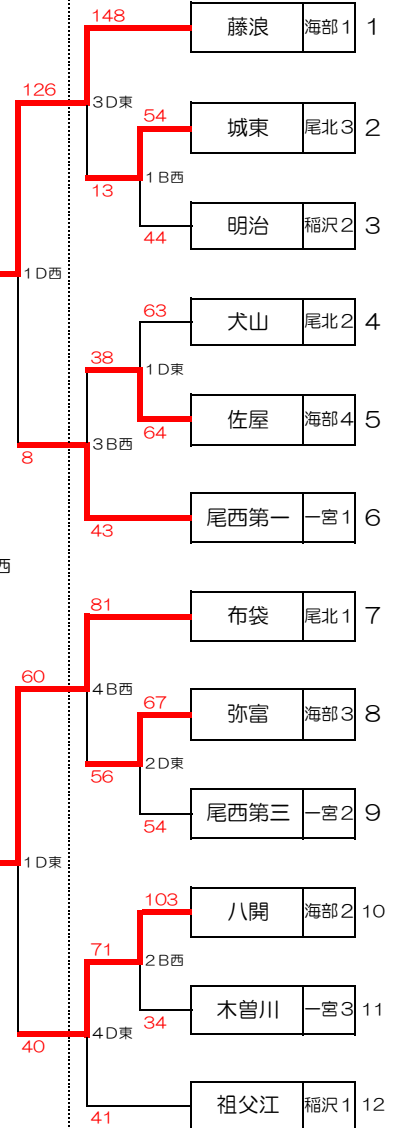 148
藤浪 海部1 1
126
3D東
54
城東 尾北3 2
13
1B西
44
明治 稲沢2 3
1D西
63
犬山 尾北2 4
38
1D東
64
佐屋 海部4 5
3B西
8
43
尾西第一 一宮1 6
西
81
布袋 尾北1 7
60
4B西
67
弥富 海部3 8
56
2D東
54
尾西第三 一宮2 9
1D東
103
八開 海部2 10
71
2B西
34
木曽川 一宮3 11
4D東
40
41
祖父江 稲沢1 12